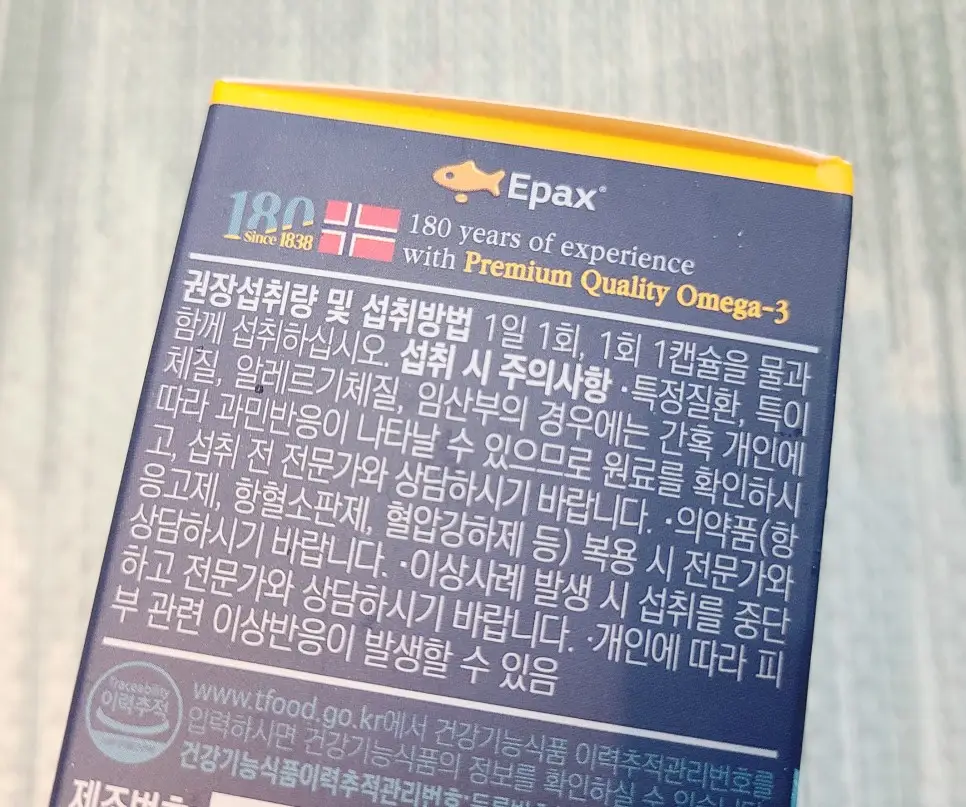 Epax®
180
Since 1838
180 years of experience
with Premium Quality Omega-3
권장섭취량 및 섭취방법 1일 1회, 1회 1캡슐을 물과
함께 섭취하십시오. 섭취 시 주의사항 ·특정질환, 특이
체질, 알레르기체질, 임산부의 경우에는 간혹 개인에
따라 과민반응이 나타날 수 있으므로 원료를 확인하시
고, 섭취 전 전문가와 상담하시기 바랍니다. ·의약품(항
응고제, 항혈소판제, 혈압강하제 등) 복용 시 전문가와
상담하시기 바랍니다. ·이상사례 발생 시 섭취를 중단
하고 전문가와 상담하시기 바랍니다. ·개인에 따라 피
부 관련 이상반응이 발생할 수 있음
Traceability
이력추적
www.tfood.go.kr에서 건강기능식품 이력추적관리번호를
입력하시면 건강기능식품의 정보를 확인하실 수
건강기능식품이력추적관리번호:
제조번호